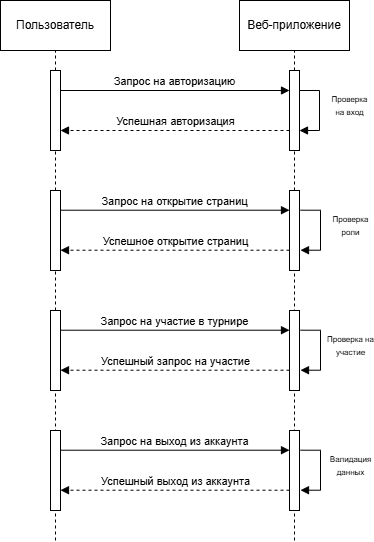 Пользователь
Веб-приложение
Запрос на авторизацию
Проверка
на вход
Успешная авторизация
Запрос на открытие страниц
Проверка
роли
Успешное открытие страниц
Запрос на участие в турнире
Проверка на
участие
Успешный запрос на участие
Запрос на выход из аккаунта
Валидация
данных
Успешный выход из аккаунта